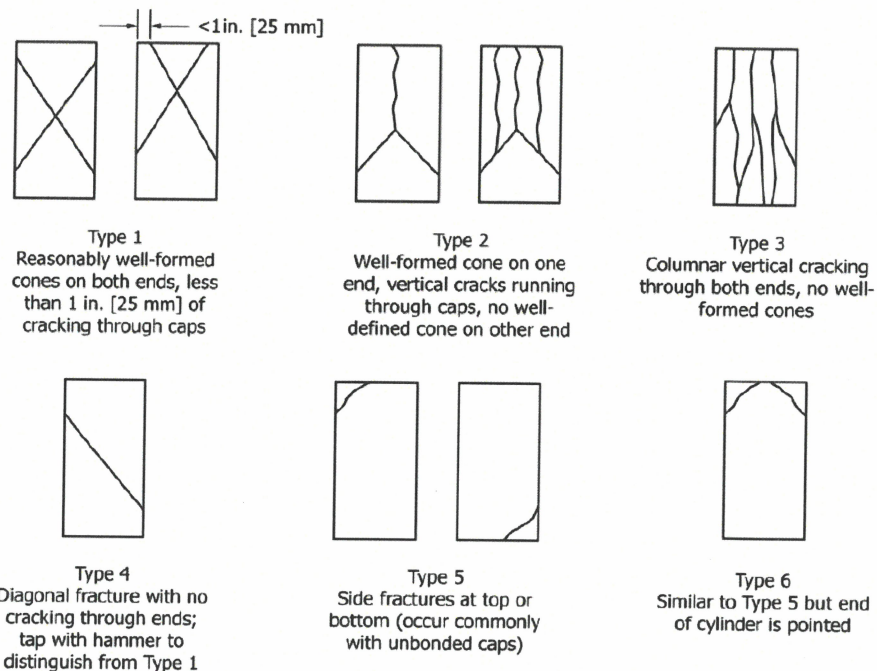 <1in. [25 mm]
Type 1
Reasonably well-formed
cones on both ends, less
than 1 in. [25 mm] of
cracking through caps
Type 2
Well-formed cone on one
end, vertical cracks running
through caps, no well-
defined cone on other end
Type 3
Columnar vertical cracking
through both ends, no well-
formed cones
Type 4
Diagonal fracture with no
cracking through ends;
tap with hammer to
distinguish from Type 1
Type 5
Side fractures at top or
bottom (occur commonly
with unbonded caps)
Type 6
Similar to Type 5 but end
of cylinder is pointed